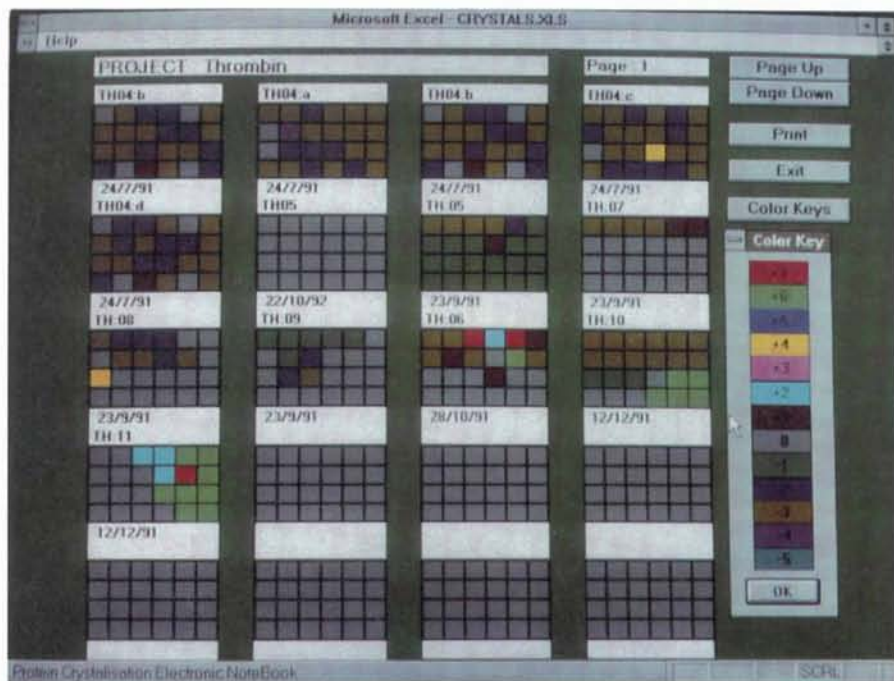 Microsoft Excel - CRYSTALS.XLS
Help
PROJECT Thrombin
Page 1
Page Up
Page Down
TH04:b
TH04:a
TH04:b
TH04:c
Print
Exit
24/7/91
24/7/91
24/7/91
24/7/91
TH04:d
TH05
TH:05
TH:07
Color Keys
Color Key
24/7/91
22/10/92
23/9/91
23/9/91
TH:08
TH:09
TH:06
TH:10
+6
+4
+3
+2
0
-1
-3
-4
-5
23/9/91
23/9/91
28/10/91
12/12/91
TH:11
12/12/91
OK
Protein Crystalisation Electronic NoteBook
SCRL